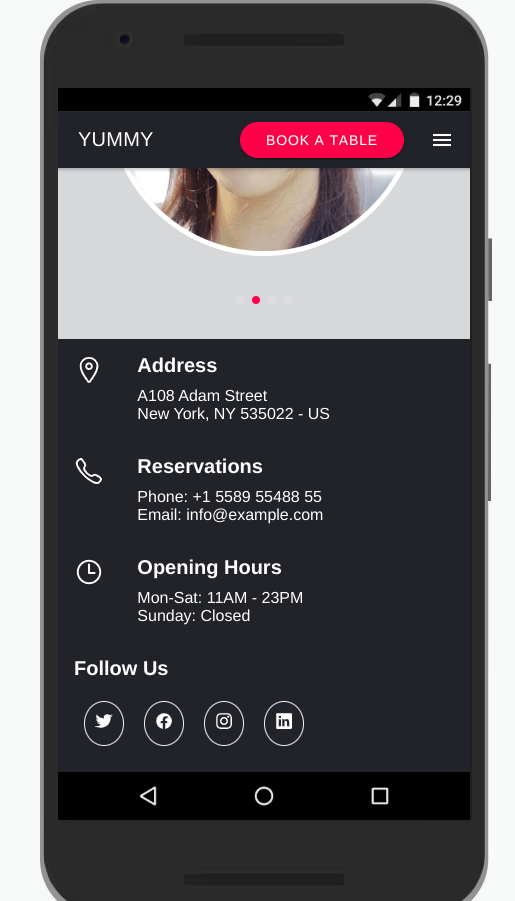 12:29
YUMMY
BOOK A TABLE
Address
A108 Adam Street
New York, NY 535022 - US
Reservations
Phone: +1 5589 55488 55
Email: info@example.com
Opening Hours
Mon-Sat: 11AM - 23PM
Sunday: Closed
Follow Us